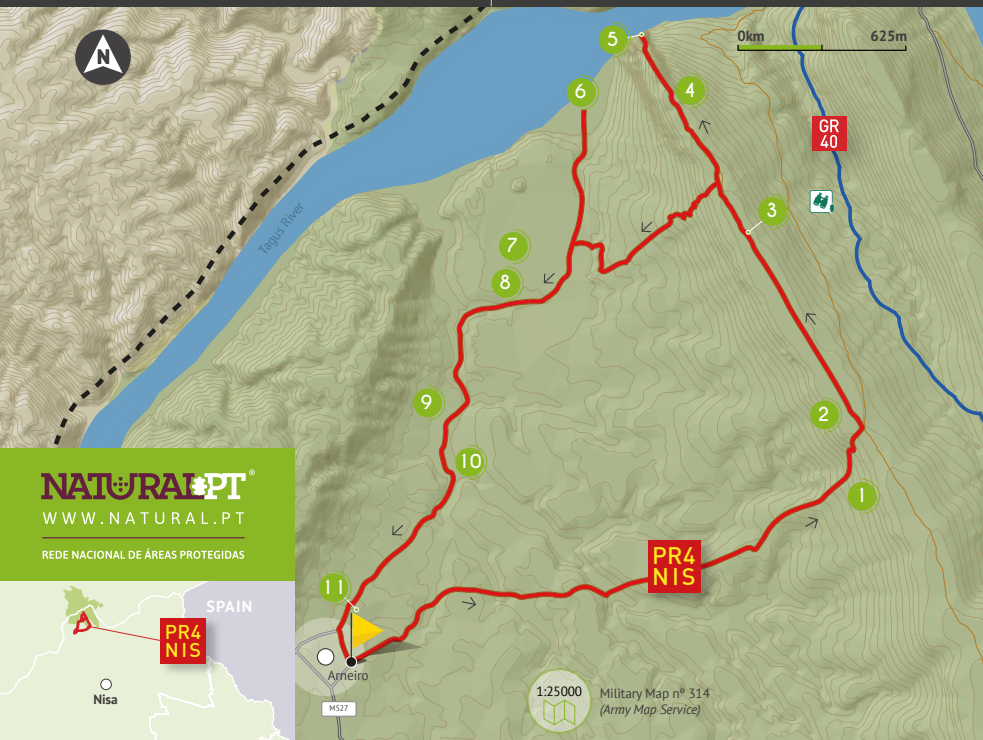 N
5
0km 625m
6
4
GR
40
3
Tagus River
7
8
2
9
10
1
NATURAL.PT®
WWW.NATURAL.PT
REDE NACIONAL DE ÁREAS PROTEGIDAS
PR4
NIS
11
SPAIN
PR4
NIS
Nisa
Arneiro
M527
1:25000
Military Map nº 314
(Army Map Service)